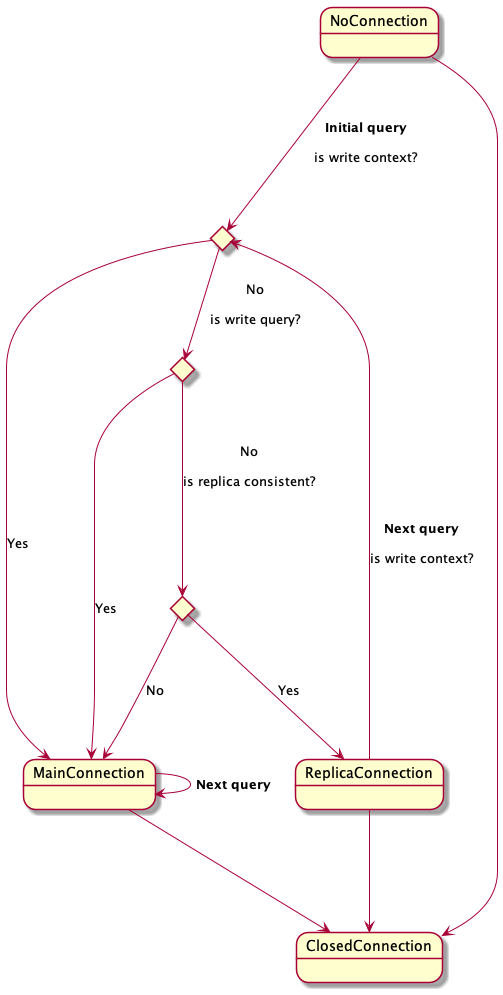 NoConnection
Initial query
is write context?
No
is write query?
No
is replica consistent?
Next query
is write context?
Yes
Yes
No
Yes
MainConnection
Next query
ReplicaConnection
ClosedConnection